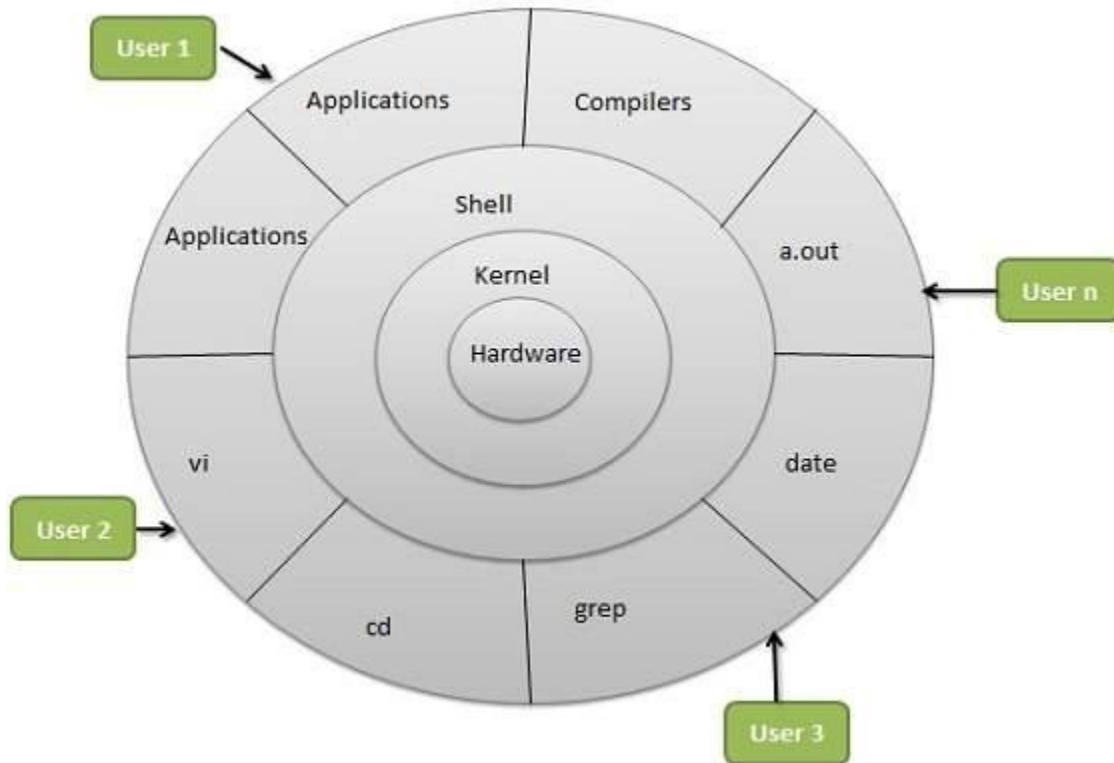 User 1
Applications
Compilers
Shell
Applications
a.out
Kernel
User n
Hardware
vi
date
User 2
grep
cd
User 3